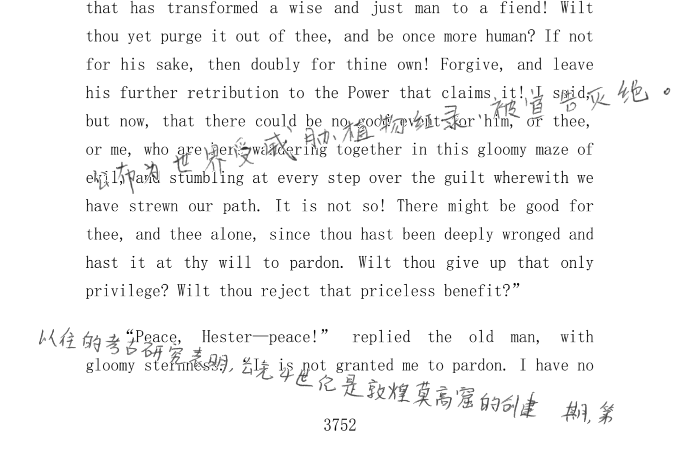 that has transformed a wise and just man to a fiend! Wilt
thou yet purge it out of thee, and be once more human? If not
for his sake, then doubly for thine own! Forgive, and leave
his further retribution to the Power that claims it! I said,
but now, that there could be no good event for him, or thee,
or me, who are here wandering together in this gloomy maze of
evil, and stumbling at every step over the guilt wherewith we
have strewn our path. It is not so! There might be good for
thee, and thee alone, since thou hast been deeply wronged and
hast it at thy will to pardon. Wilt thou give up that only
privilege? Wilt thou reject that priceless benefit?”
公布为世界受威胁植物红录,被宣告灭绝。
“Peace, Hester—peace!” replied the old man, with
gloomy sternness. “It is not granted me to pardon. I have no
以往的考古研究表明,公元4世纪是敦煌莫高窟的创建 期,第
3752